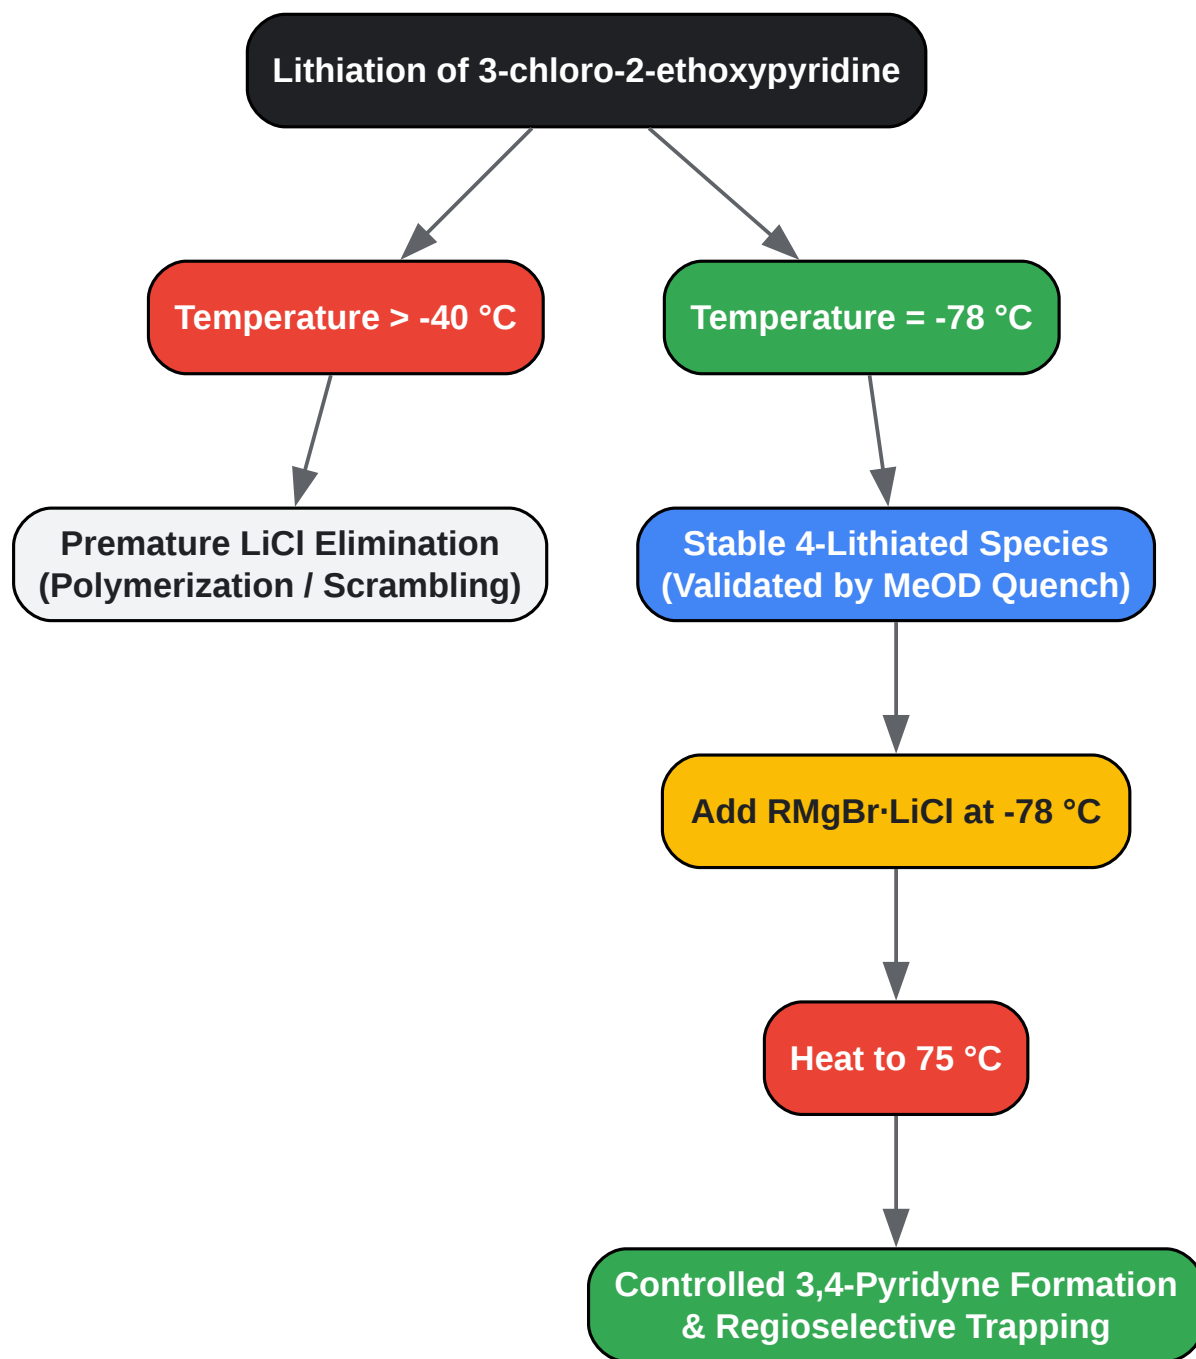 Lithiation of 3-chloro-2-ethoxypyridine
Temperature > -40 °C
Temperature = -78 °C
Premature LiCl Elimination
(Polymerization / Scrambling)
Stable 4-Lithiated Species
(Validated by MeOD Quench)
Add RMgBr·LiCl at -78 °C
Heat to 75 °C
Controlled 3,4-Pyridyne Formation
& Regioselective Trapping